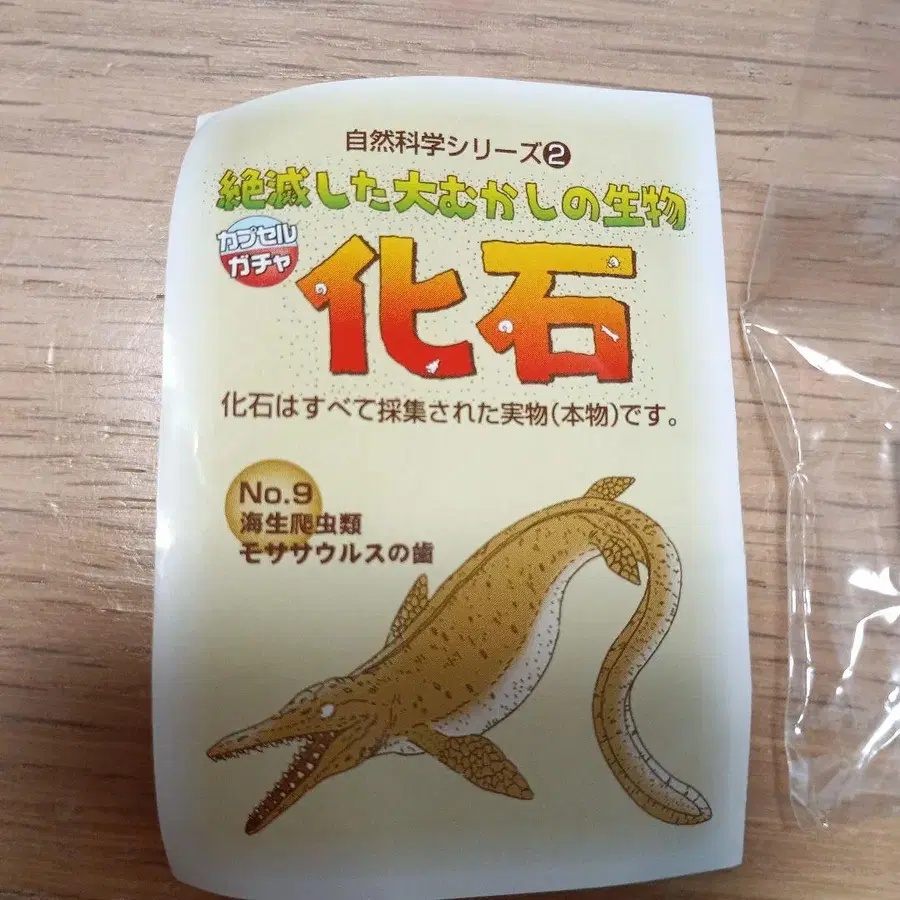 自然科学シリーズ❷
絶滅した大むかしの生物
カプセル
ガチャ
化石
化石はすべて採集された実物(本物)です。
No.9
海生爬虫類
モササウルスの歯